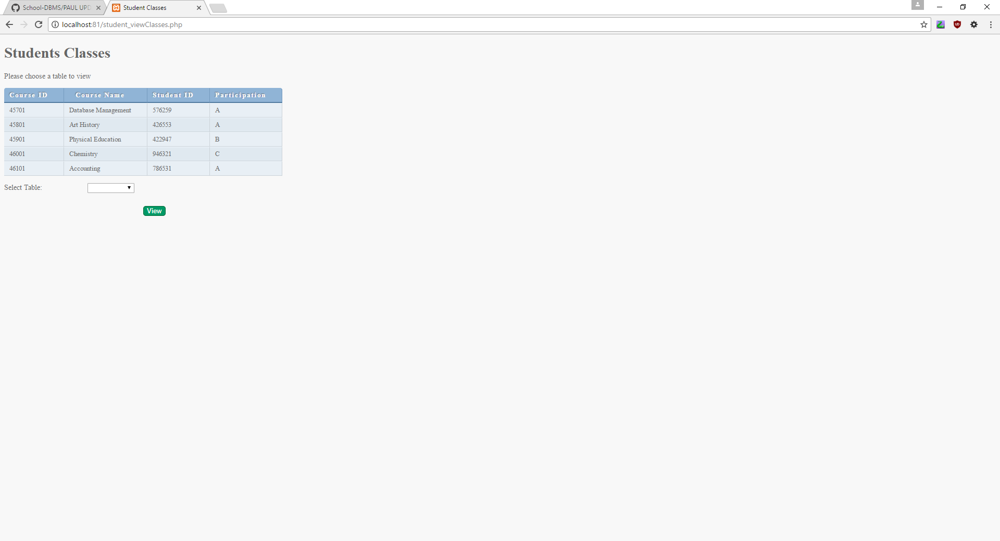 School-DBMS/PAUL UPD
Student Classes
localhost:81/student_viewClasses.php
Students Classes
Please choose a table to view
Course ID Course Name Student ID Participation
45701 Database Management 576259 A
45801 Art History 426553 A
45901 Physical Education 422947 B
46001 Chemistry 946321 C
46101 Accounting 786531 A
Select Table:
View